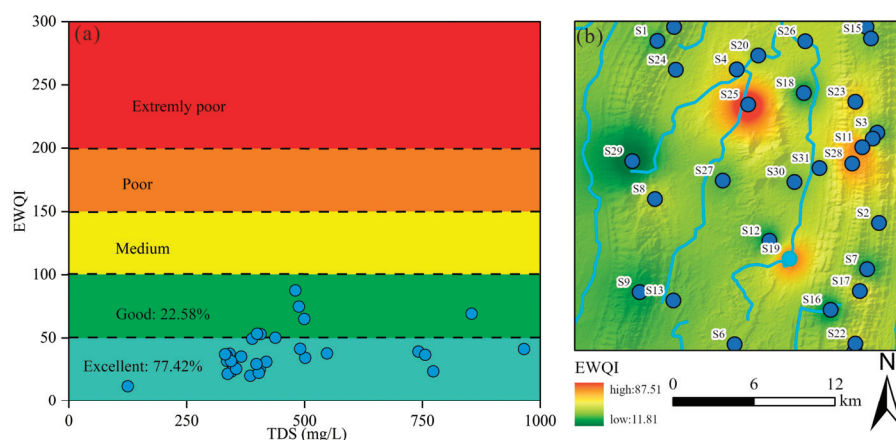 (a)
300
250
200
150
100
50
0
EWQI
Extremly poor
Poor
Medium
Good: 22.58%
Excellent: 77.42%
0
250
500
750
1000
TDS (mg/L)
(b)
S1
S24
S4
S20
S26
S15
S25
S18
S23
S3
S11
S28
S31
S29
S27
S30
S8
S12
S19
S2
S7
S17
S9
S13
S16
S6
S22
EWQI
high:87.51
low:11.81
0
6
12
km
N